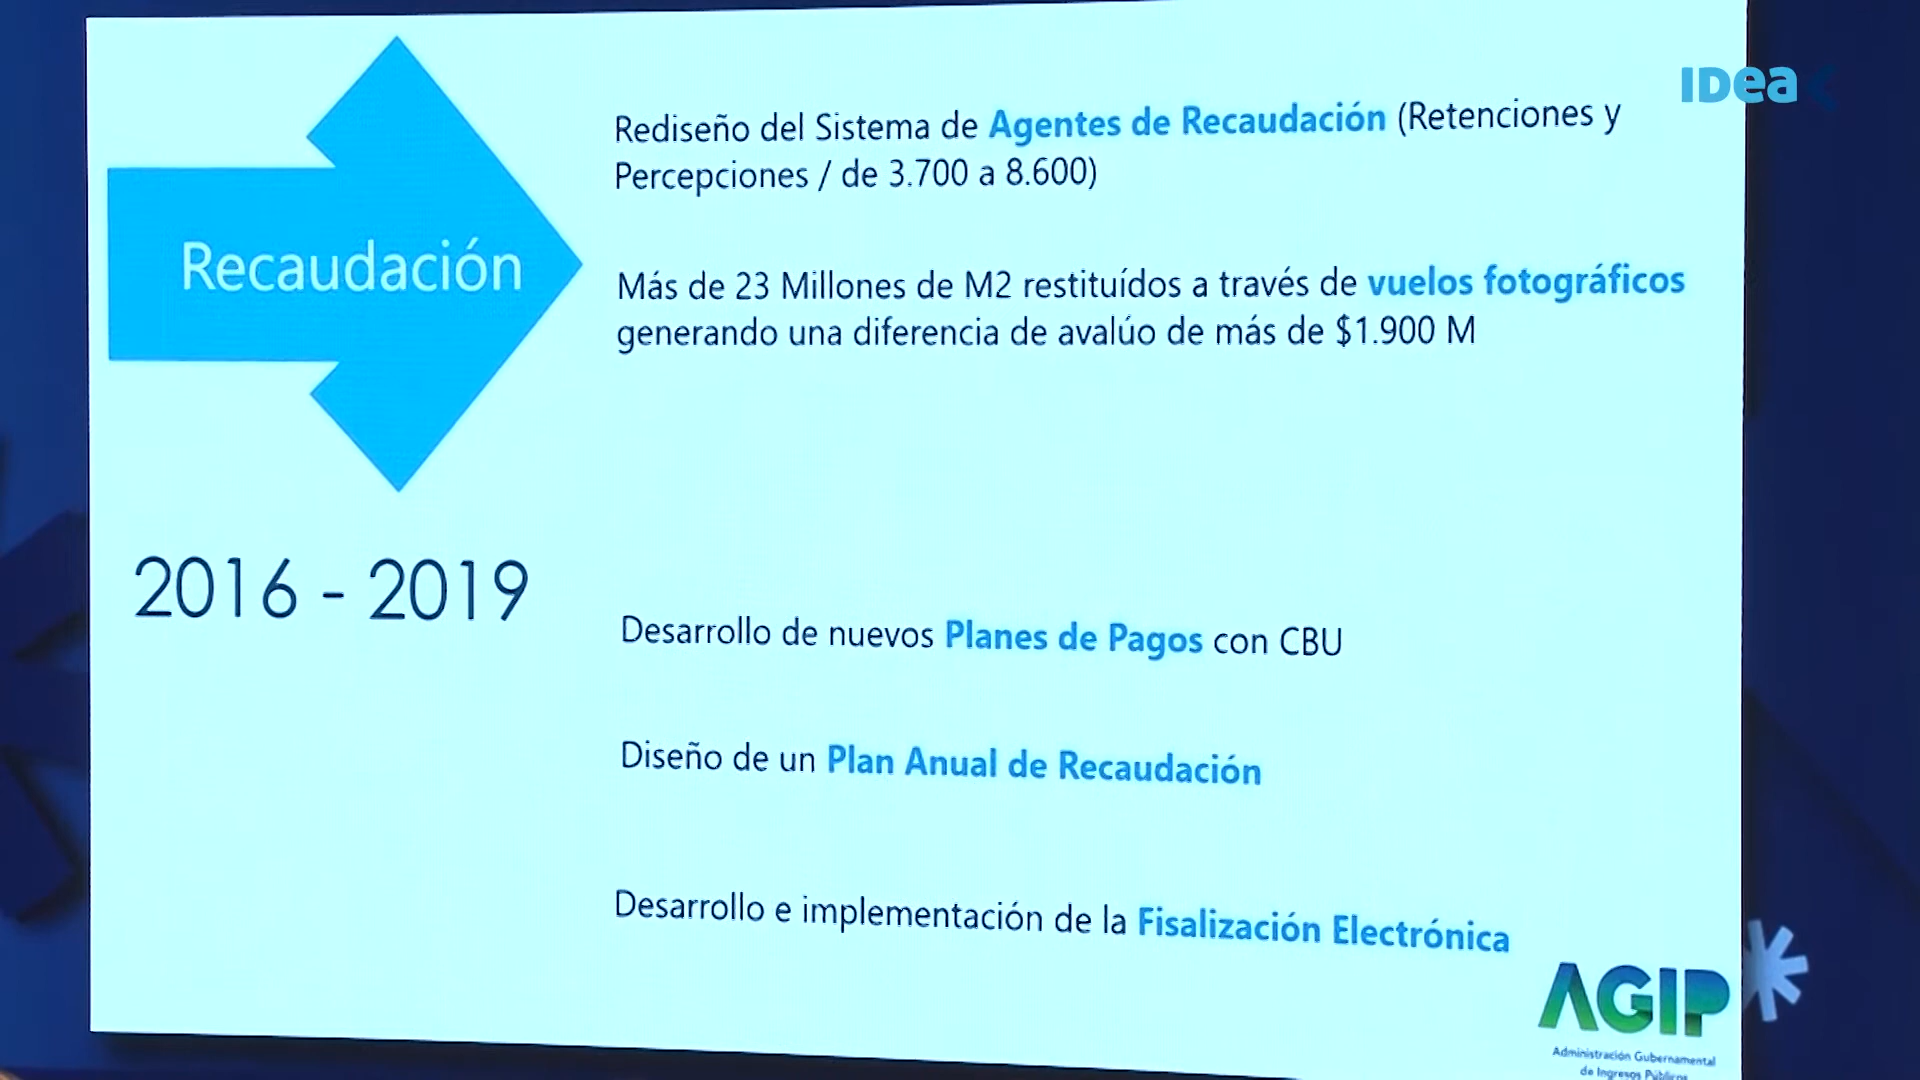 IDea
Rediseño del Sistema de Agentes de Recaudación (Retenciones y
Percepciones / de 3.700 a 8.600)
Recaudación
Más de 23 Millones de M2 restituídos a través de vuelos fotográficos
generando una diferencia de avalúo de más de $1.900 M
2016 - 2019
Desarrollo de nuevos Planes de Pagos con CBU
Diseño de un Plan Anual de Recaudación
Desarrollo e implementación de la Fisalización Electrónica
AGIP
Administración Gubernamental
de Ingresos Públicos